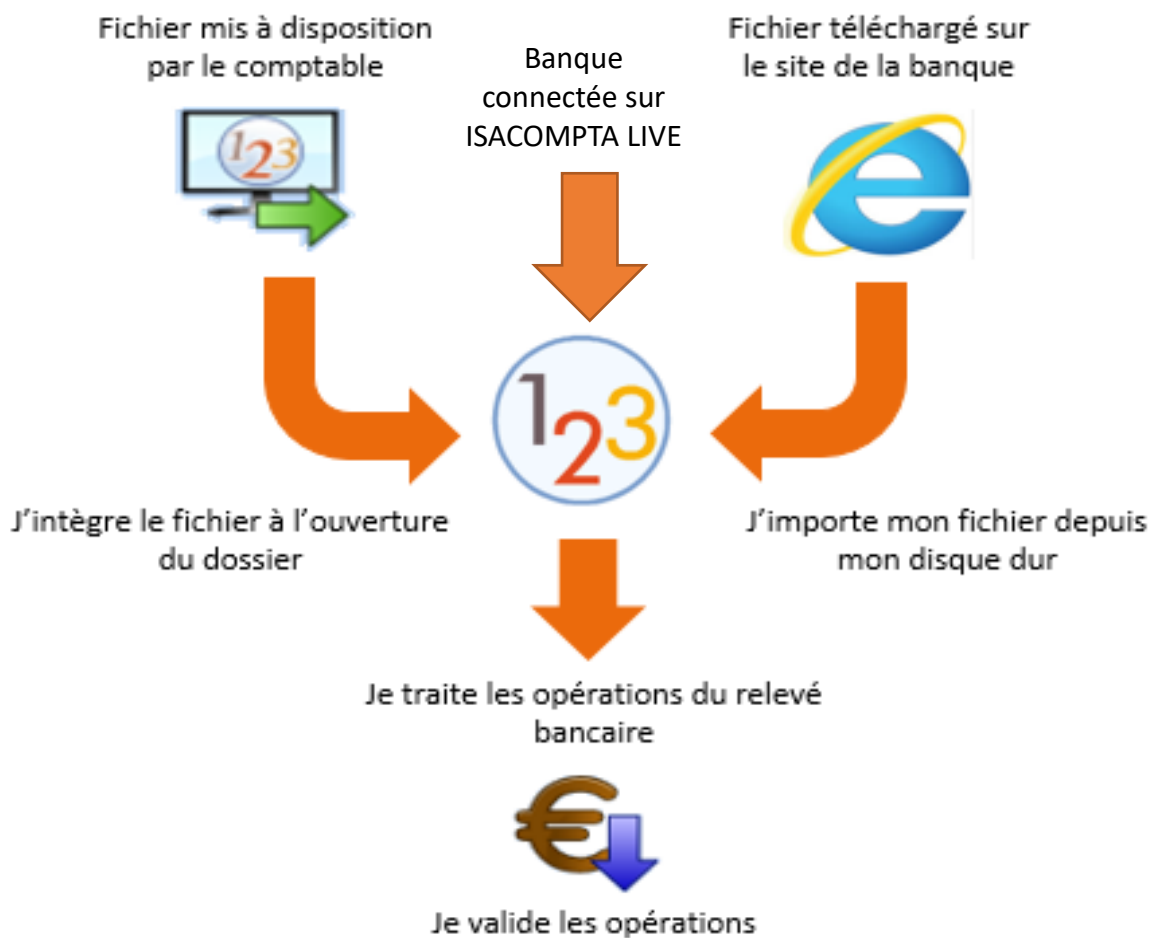 Fichier mis à disposition
par le comptable
Banque
connectée sur
ISACOMPTA LIVE
Fichier téléchargé sur
le site de la banque
123
123
J'intègre le fichier à l'ouverture
du dossier
J'importe mon fichier depuis
mon disque dur
Je traite les opérations du relevé
bancaire
€
Je valide les opérations